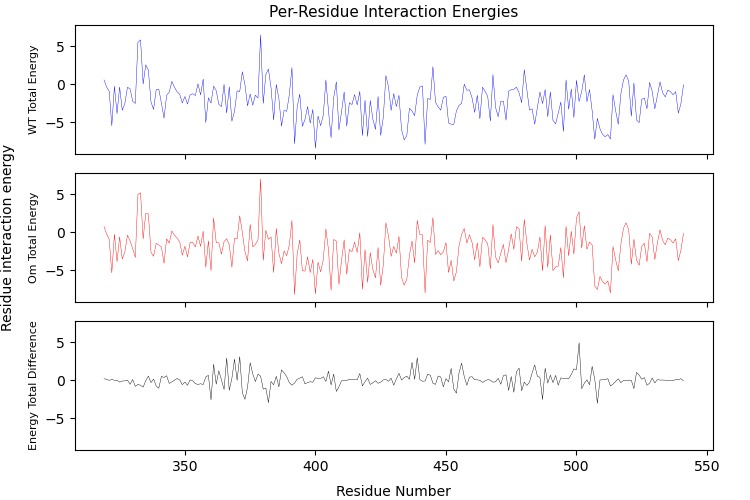 Per-Residue Interaction Energies
Residue interaction energy
WT Total Energy
5
0
−5
Om Total Energy
5
0
−5
Energy Total Difference
5
0
−5
350 400 450 500 550
Residue Number